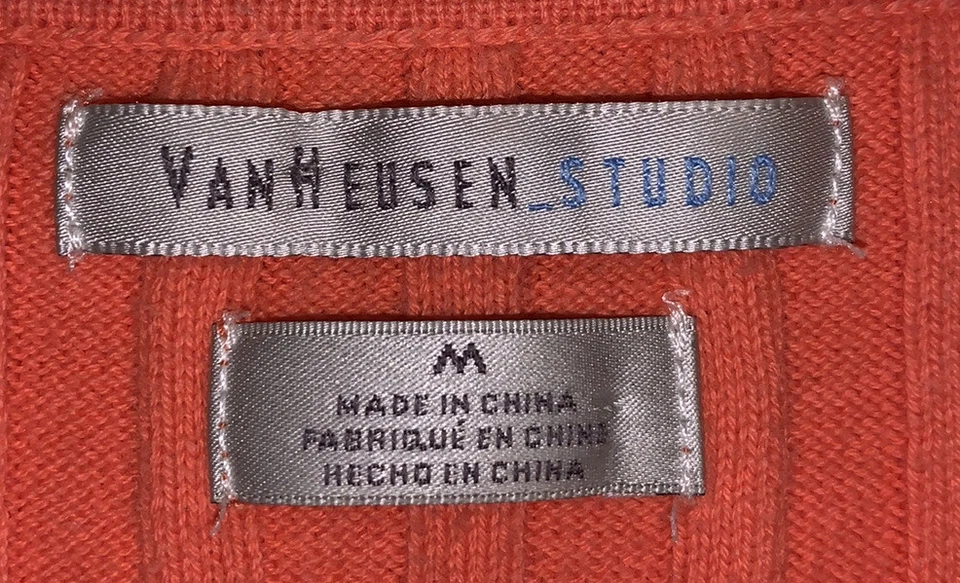 VANHEUSEN_STUDIO
M
MADE IN CHINA
FABRIQUÉ EN CHINE
HECHO EN CHINA